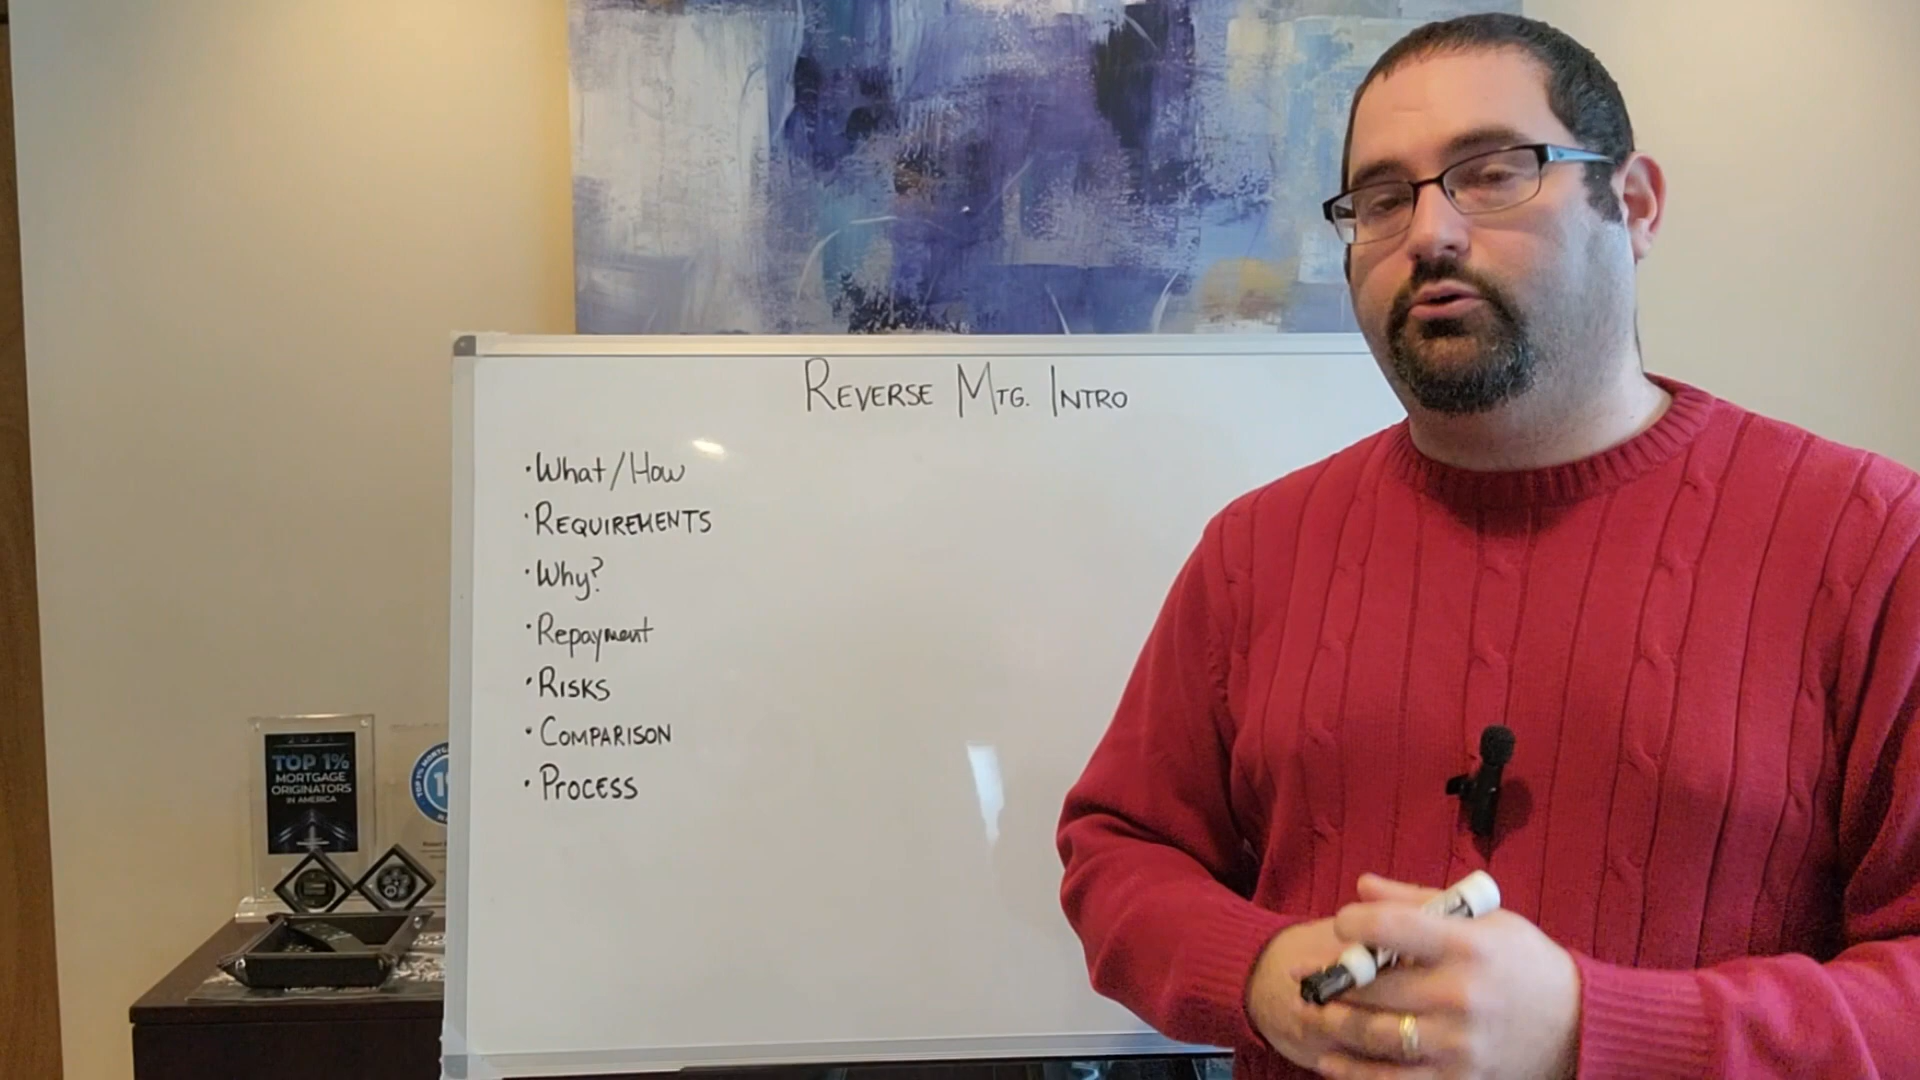 REVERSE MTG. INTRO
·What/How
·REQUIREMENTS
·Why?
·Repayment
·RISKS
·COMPARISON
·PROCESS
TOP 1%
MORTGAGE
ORIGINATORS
IN AMERICA